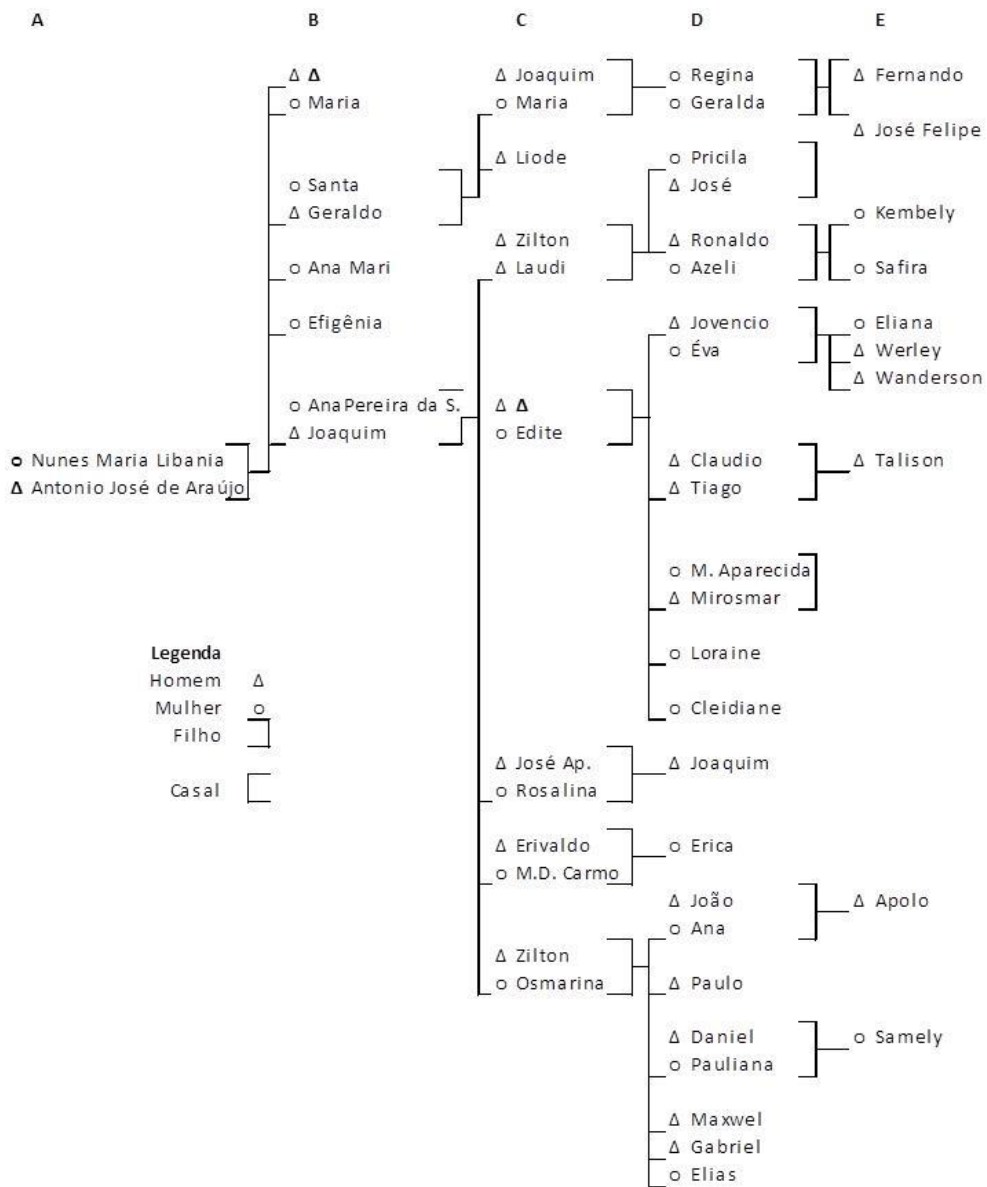 A B C D E
o Nunes Maria Libania
Δ Antonio José de Araújo
Δ Δ
o Maria
o Santa
Δ Geraldo
o Ana Mari
o Efigênia
o AnaPereira da S.
Δ Joaquim
Δ Joaquim
o Maria
Δ Liode
Δ Zilton
Δ Laudi
Δ Δ
o Edite
Δ José Ap.
o Rosalina
Δ Erivaldo
o M.D. Carmo
Δ Zilton
o Osmarina
o Regina
o Geralda
o Pricila
Δ José
Δ Ronaldo
o Azeli
Δ Jovencio
o Éva
Δ Claudio
Δ Tiago
o M. Aparecida
Δ Mirosmar
o Loraine
o Cleidiane
Δ Joaquim
o Erica
Δ João
o Ana
Δ Paulo
Δ Daniel
o Pauliana
Δ Maxwel
Δ Gabriel
o Elias
Δ Fernando
Δ José Felipe
o Kembely
o Safira
o Eliana
Δ Werley
Δ Wanderson
Δ Talison
Δ Apolo
o Samely
Legenda
Homem Δ
Mulher o
Filho
Casal